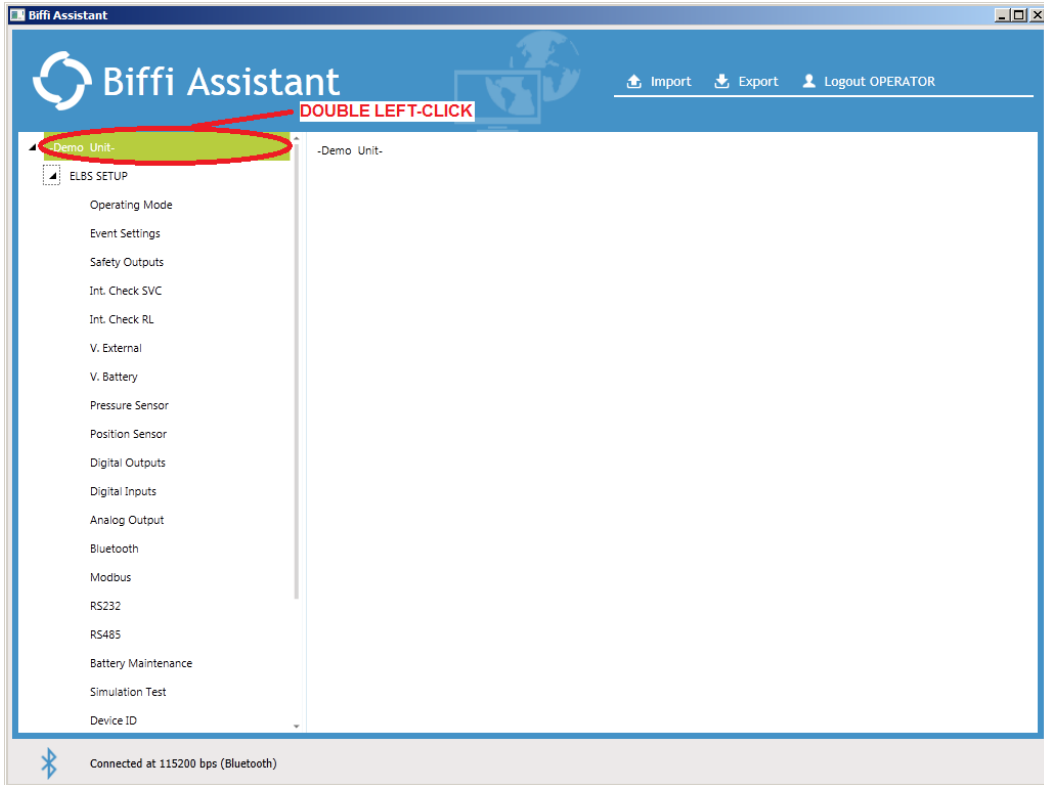 Biffi Assistant
Biffi Assistant
Import Export Logout OPERATOR
DOUBLE LEFT-CLICK
-Demo Unit-
-Demo Unit-
ELBS SETUP
Operating Mode
Event Settings
Safety Outputs
Int. Check SVC
Int. Check RL
V. External
V. Battery
Pressure Sensor
Position Sensor
Digital Outputs
Digital Inputs
Analog Output
Bluetooth
Modbus
RS232
RS485
Battery Maintenance
Simulation Test
Device ID
Connected at 115200 bps (Bluetooth)